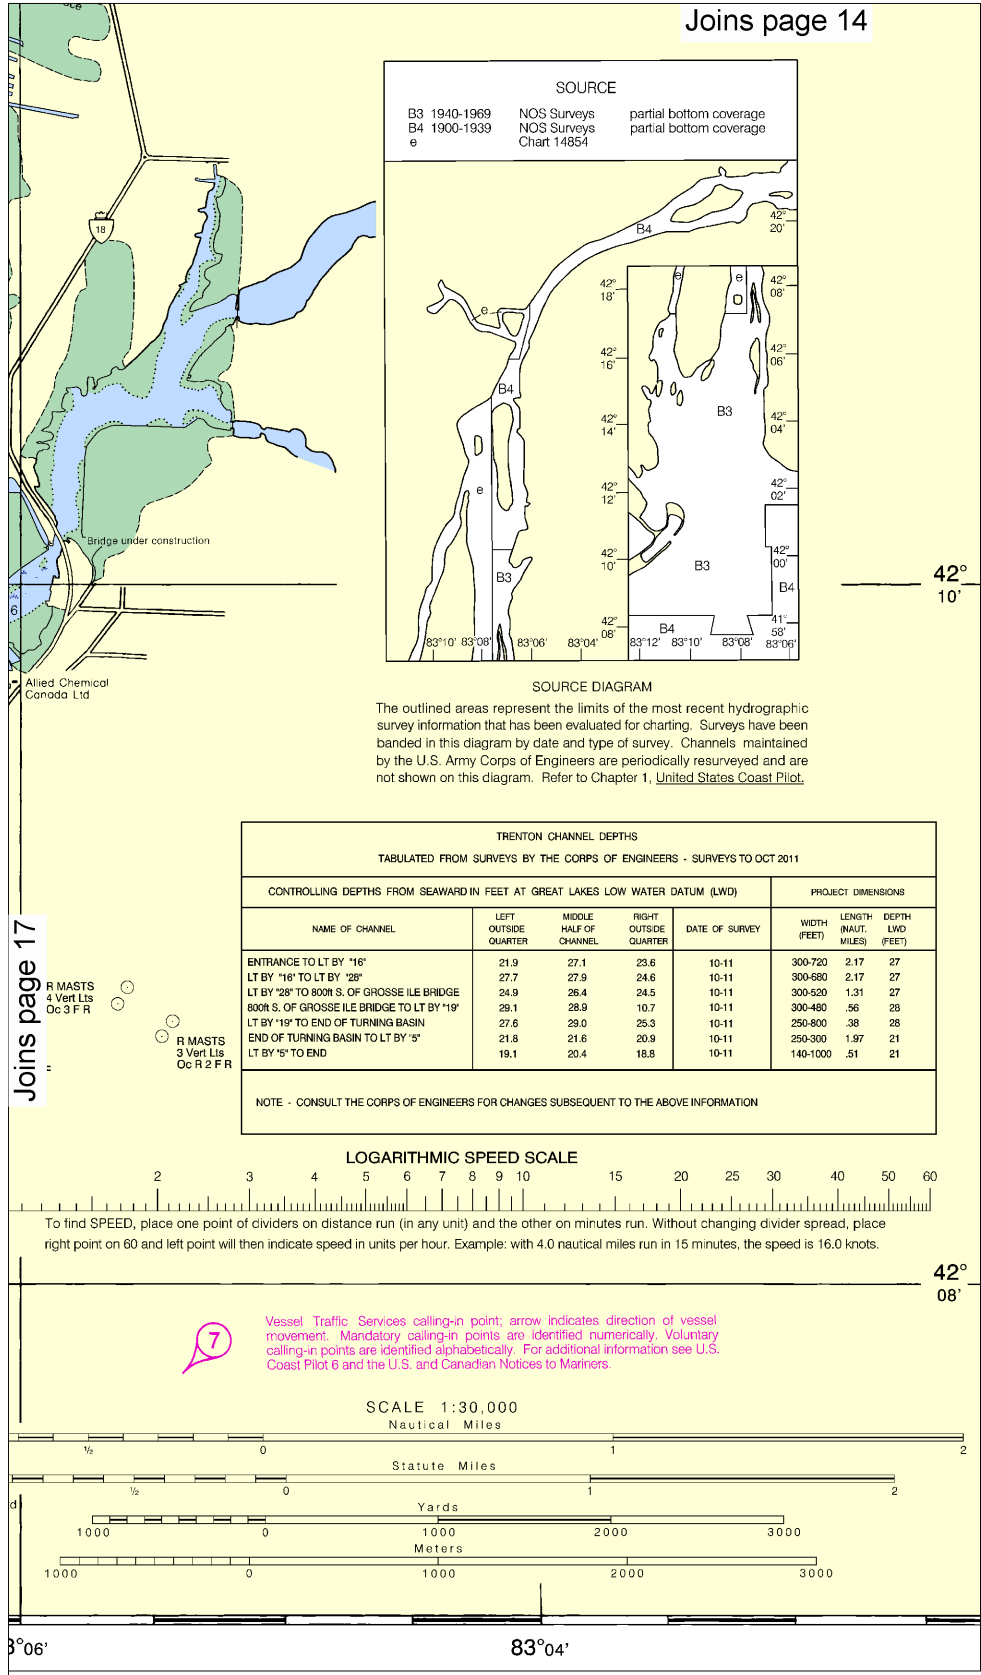 Joins page 14
SOURCE
B3 1940-1969 NOS Surveys partial bottom coverage
B4 1900-1939 NOS Surveys partial bottom coverage
e Chart 14854
18
B4
42° 20'
42° 18'
e
e
42° 08'
e
42° 16'
42° 06'
B4
B3
42° 14'
42° 04'
e
42° 12'
42° 02'
Bridge under construction
42° 10'
42° 00'
B3
B3
B4
42° 10'
6
42° 08'
41° 58'
B4
83°10' 83°08' 83°06' 83°04' 83°12' 83°10' 83°08' 83°06'
Allied Chemical
Canada Ltd
SOURCE DIAGRAM
The outlined areas represent the limits of the most recent hydrographic
survey information that has been evaluated for charting. Surveys have been
banded in this diagram by date and type of survey. Channels maintained
by the U.S. Army Corps of Engineers are periodically resurveyed and are
not shown on this diagram. Refer to Chapter 1, United States Coast Pilot.
TRENTON CHANNEL DEPTHS
TABULATED FROM SURVEYS BY THE CORPS OF ENGINEERS - SURVEYS TO OCT 2011
CONTROLLING DEPTHS FROM SEAWARD IN FEET AT GREAT LAKES LOW WATER DATUM (LWD) PROJECT DIMENSIONS
NAME OF CHANNEL LEFT OUTSIDE QUARTER MIDDLE HALF OF CHANNEL RIGHT OUTSIDE QUARTER DATE OF SURVEY WIDTH (FEET) LENGTH (NAUT. MILES) DEPTH LWD (FEET)
ENTRANCE TO LT BY "16" 21.9 27.1 23.6 10-11 300-720 2.17 27
LT BY "16" TO LT BY "28" 27.7 27.9 24.6 10-11 300-680 2.17 27
LT BY "28" TO 800ft S. OF GROSSE ILE BRIDGE 24.9 26.4 24.5 10-11 300-520 1.31 27
800ft S. OF GROSSE ILE BRIDGE TO LT BY "19" 29.1 28.9 10.7 10-11 300-480 .56 28
LT BY "19" TO END OF TURNING BASIN 27.6 29.0 25.3 10-11 250-800 .38 28
END OF TURNING BASIN TO LT BY "5" 21.8 21.6 20.9 10-11 250-300 1.97 21
LT BY "5" TO END 19.1 20.4 18.8 10-11 140-1000 .51 21
NOTE - CONSULT THE CORPS OF ENGINEERS FOR CHANGES SUBSEQUENT TO THE ABOVE INFORMATION
Joins page 17
R MASTS
4 Vert Lts
Oc 3 F R
R MASTS
3 Vert Lts
Oc R 2 F R
LOGARITHMIC SPEED SCALE
2 3 4 5 6 7 8 9 10 15 20 25 30 40 50 60
To find SPEED, place one point of dividers on distance run (in any unit) and the other on minutes run. Without changing divider spread, place
right point on 60 and left point will then indicate speed in units per hour. Example: with 4.0 nautical miles run in 15 minutes, the speed is 16.0 knots.
42° 08'
7
Vessel Traffic Services calling-in point; arrow indicates direction of vessel
movement. Mandatory calling-in points are identified numerically. Voluntary
calling-in points are identified alphabetically. For additional information see U.S.
Coast Pilot 6 and the U.S. and Canadian Notices to Mariners.
SCALE 1:30,000
Nautical Miles
½ 0 1 2
Statute Miles
½ 0 1 2
d
Yards
1000 0 1000 2000 3000
Meters
1000 0 1000 2000 3000
3°06' 83°04'